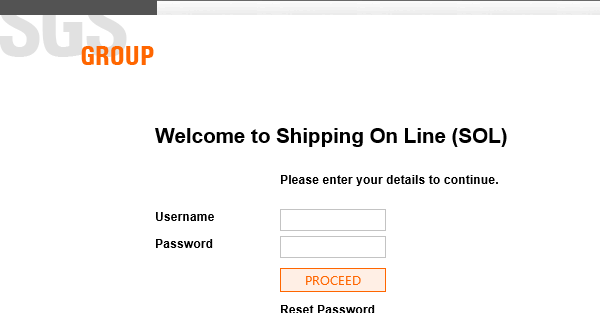 SGS
GROUP
Welcome to Shipping On Line (SOL)
Please enter your details to continue.
Username
Password
PROCEED
Reset Password